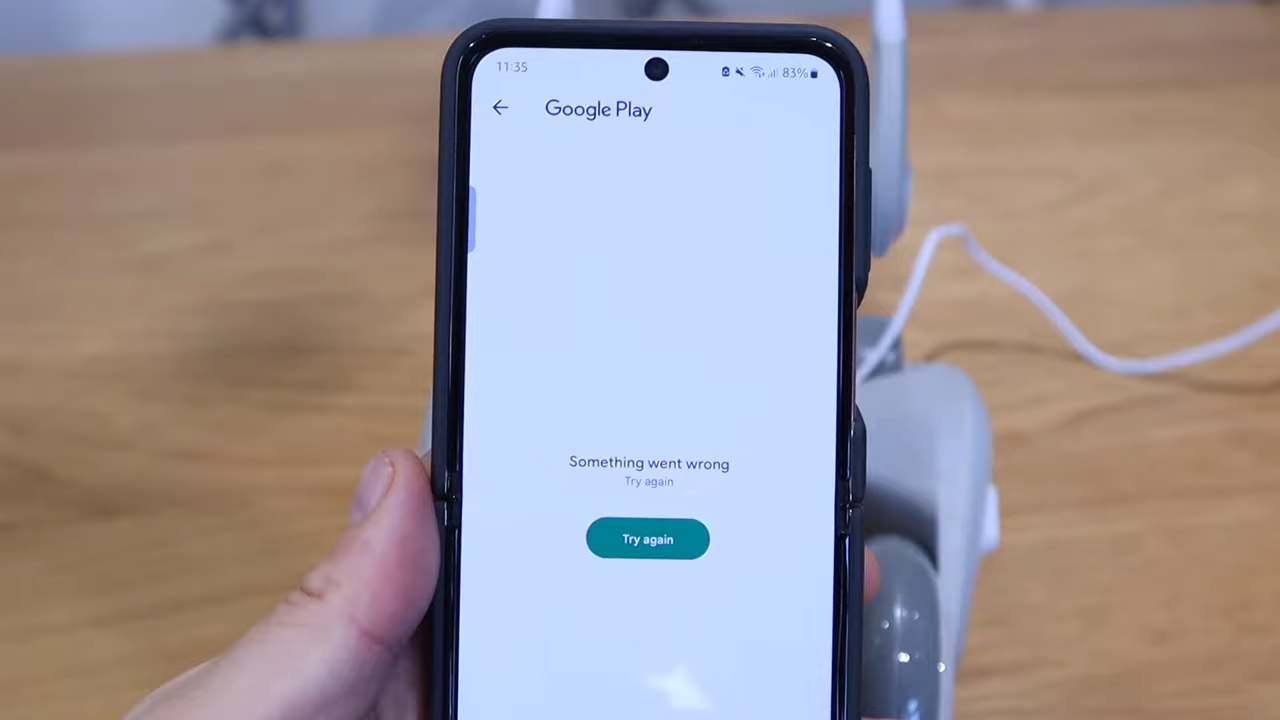 11:35
83%
Google Play
Something went wrong
Try again
Try again